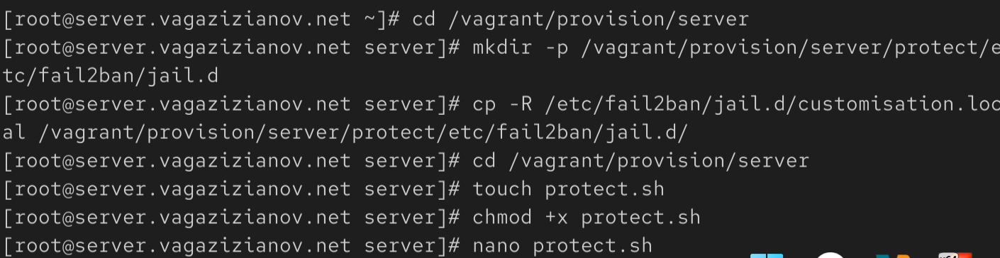 [root@server.vagazizianov.net ~]# cd /vagrant/provision/server
[root@server.vagazizianov.net server]# mkdir -p /vagrant/provision/server/protect/e
tc/fail2ban/jail.d
[root@server.vagazizianov.net server]# cp -R /etc/fail2ban/jail.d/customisation.loc
al /vagrant/provision/server/protect/etc/fail2ban/jail.d/
[root@server.vagazizianov.net server]# cd /vagrant/provision/server
[root@server.vagazizianov.net server]# touch protect.sh
[root@server.vagazizianov.net server]# chmod +x protect.sh
[root@server.vagazizianov.net server]# nano protect.sh